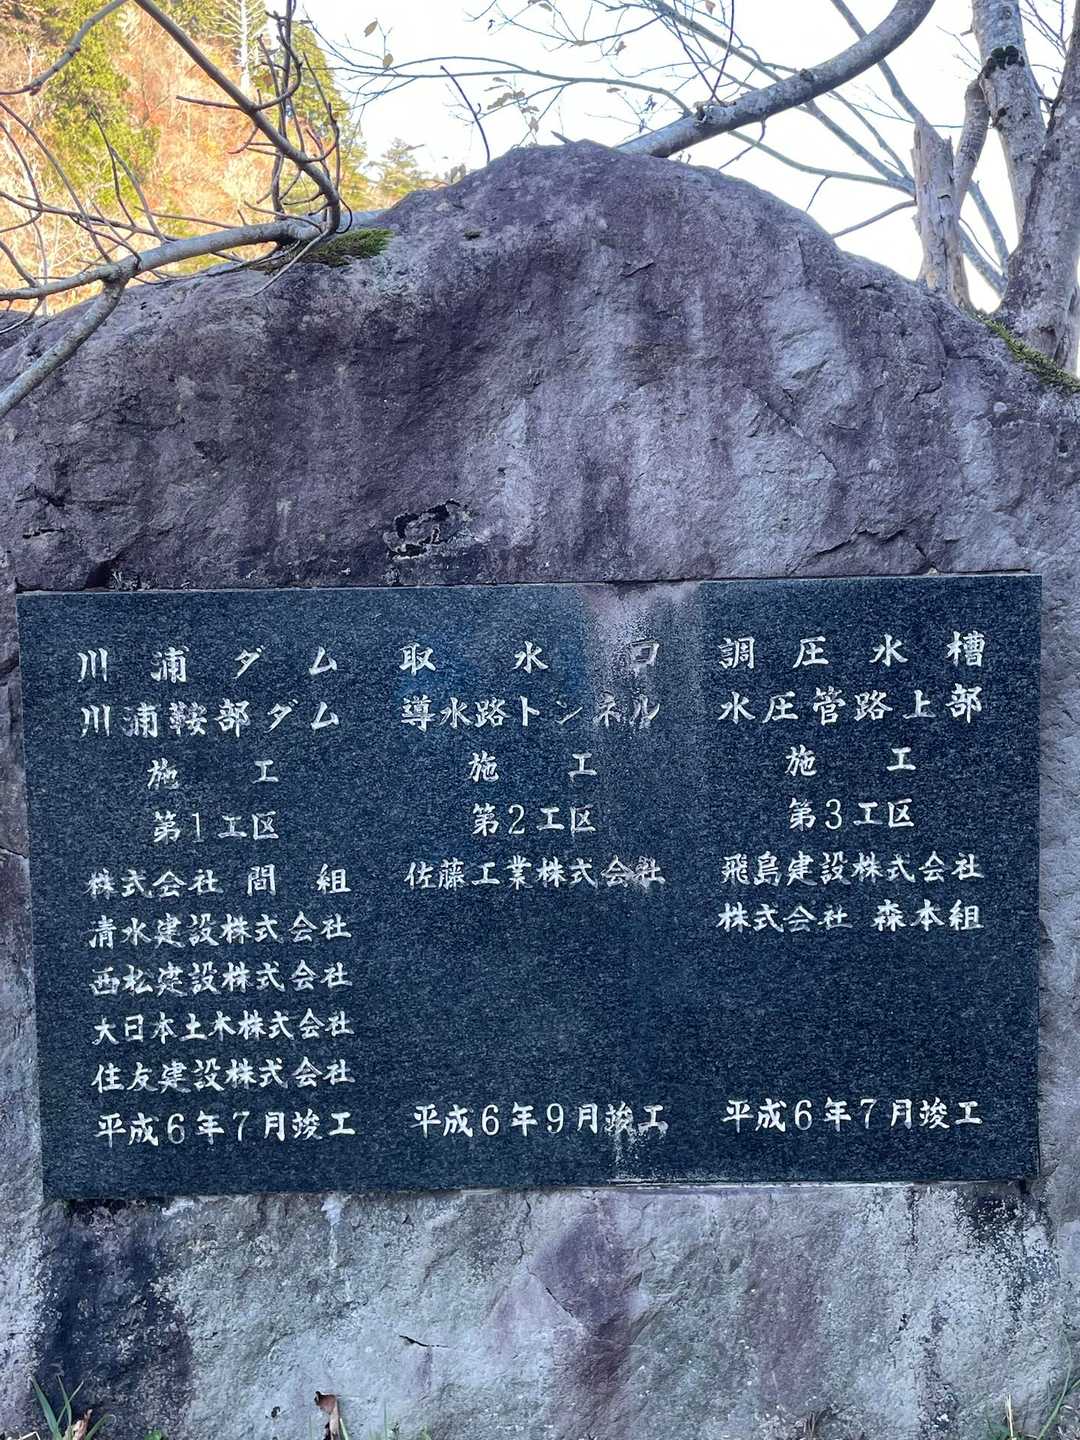 川浦ダム
川浦鞍部ダム
施工
第1工区
株式会社 間組
清水建設株式会社
西松建設株式会社
大日本土木株式会社
住友建設株式会社
平成6年7月竣工
取水口
導水路トンネル
施工
第2工区
佐藤工業株式会社
平成6年9月竣工
調圧水槽
水圧管路上部
施工
第3工区
飛島建設株式会社
株式会社 森本組
平成6年7月竣工